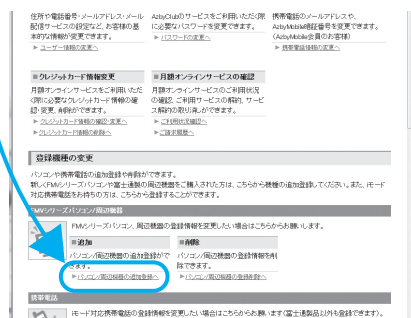 住所や電話番号・メールアドレス・メール
配信サービスの設定など、お客様の基
本的な情報が変更できます。
▶ ユーザー情報の変更へ
AzbyClubのサービスをご利用いただく際
に必要なパスワードを変更できます。
▶ パスワードの変更へ
携帯電話のメールアドレスや、
AzbyMobile配信番号を変更できます。
(AzbyMobile会員のお客様)
▶ 携帯電話情報の変更へ
■クレジットカード情報変更
月額オンラインサービスをご利用いただ
く際に必要なクレジットカード情報の確
認・変更、削除ができます。
▶ クレジットカード情報の確認・変更へ
▶ クレジットカード情報の削除へ
■月額オンラインサービスの確認
月額オンラインサービスのご利用状況
の確認、ご利用サービスの解約、サービ
ス解約の取り消しができます。
▶ ご利用状況確認へ
▶ ご請求履歴へ
登録機種の変更
パソコンや携帯電話の追加登録や削除ができます。
新しくFMVシリーズパソコンや富士通製の周辺機器をご購入された方は、こちらから機種の追加登録してください。また、iモード
対応携帯電話をお持ちの方は、こちらから登録することができます。
FMVシリーズパソコン/周辺機器
FMVシリーズパソコン、周辺機器の登録情報を変更したい場合はこちらからお願いします。
■追加
パソコン/周辺機器の追加登録がで
きます。
▶ パソコン/周辺機器の追加登録へ
■削除
パソコン/周辺機器の登録情報を削
除できます。
▶ パソコン/周辺機器の登録削除へ
携帯電話
iモード対応携帯電話の登録情報を変更したい場合はこちらからお願います(富士通製品以外も登録できます)。